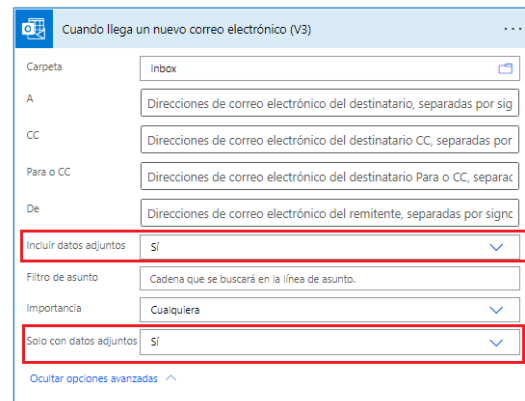 Cuando llega un nuevo correo electrónico (V3)
Carpeta
Inbox
A
Direcciones de correo electrónico del destinatario, separadas por sig
CC
Direcciones de correo electrónico del destinatario CC, separadas por
Para o CC
Direcciones de correo electrónico del destinatario Para o CC, separac
De
Direcciones de correo electrónico del remitente, separadas por signo
Incluir datos adjuntos
Sí
Filtro de asunto
Cadena que se buscará en la línea de asunto.
Importancia
Cualquiera
Solo con datos adjuntos
Sí
Ocultar opciones avanzadas